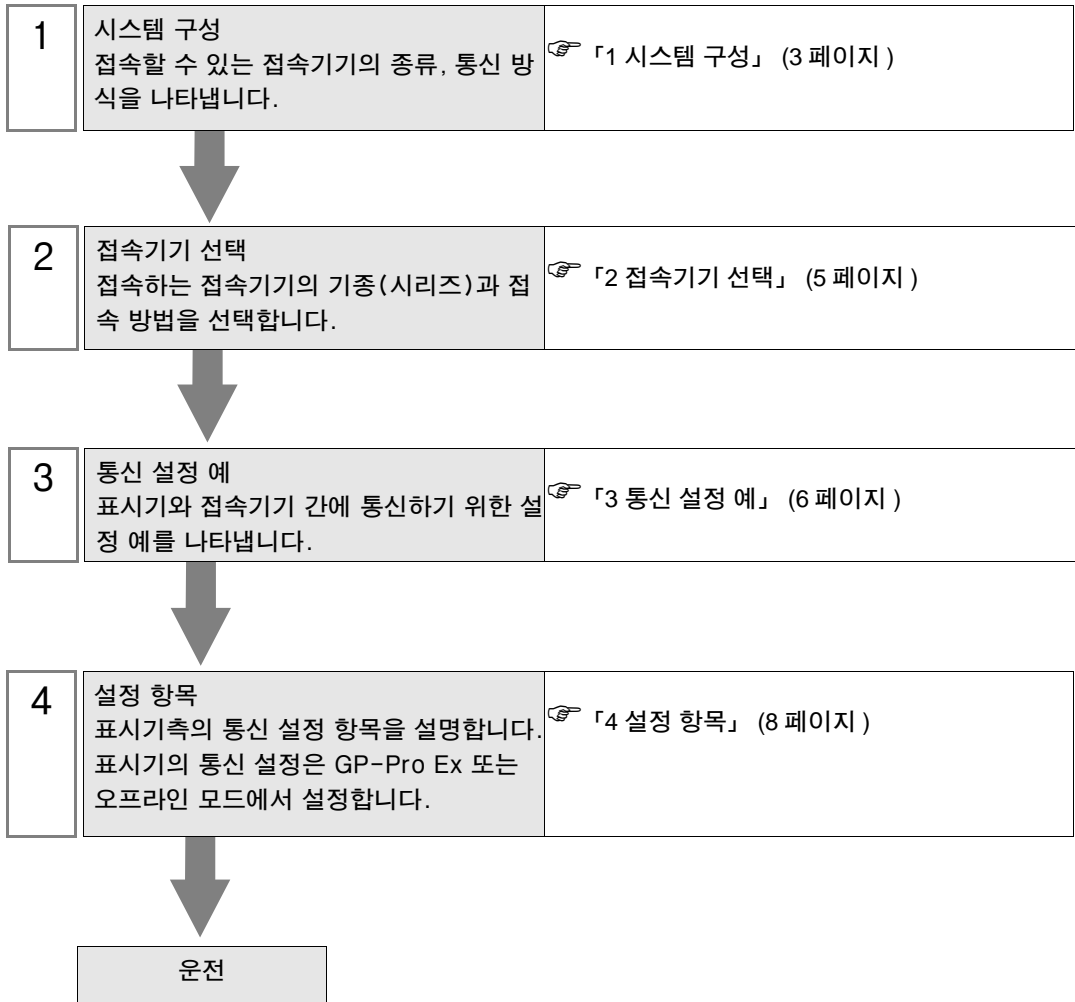 1
시스템 구성
접속할 수 있는 접속기기의 종류, 통신 방
식을 나타냅니다.
☞ 「1 시스템 구성」 (3 페이지 )
2
접속기기 선택
접속하는 접속기기의 기종(시리즈)과 접
속 방법을 선택합니다.
☞ 「2 접속기기 선택」 (5 페이지 )
3
통신 설정 예
표시기와 접속기기 간에 통신하기 위한 설
정 예를 나타냅니다.
☞ 「3 통신 설정 예」 (6 페이지 )
4
설정 항목
표시기측의 통신 설정 항목을 설명합니다.
표시기의 통신 설정은 GP-Pro Ex 또는
오프라인 모드에서 설정합니다.
☞ 「4 설정 항목」 (8 페이지 )
운전